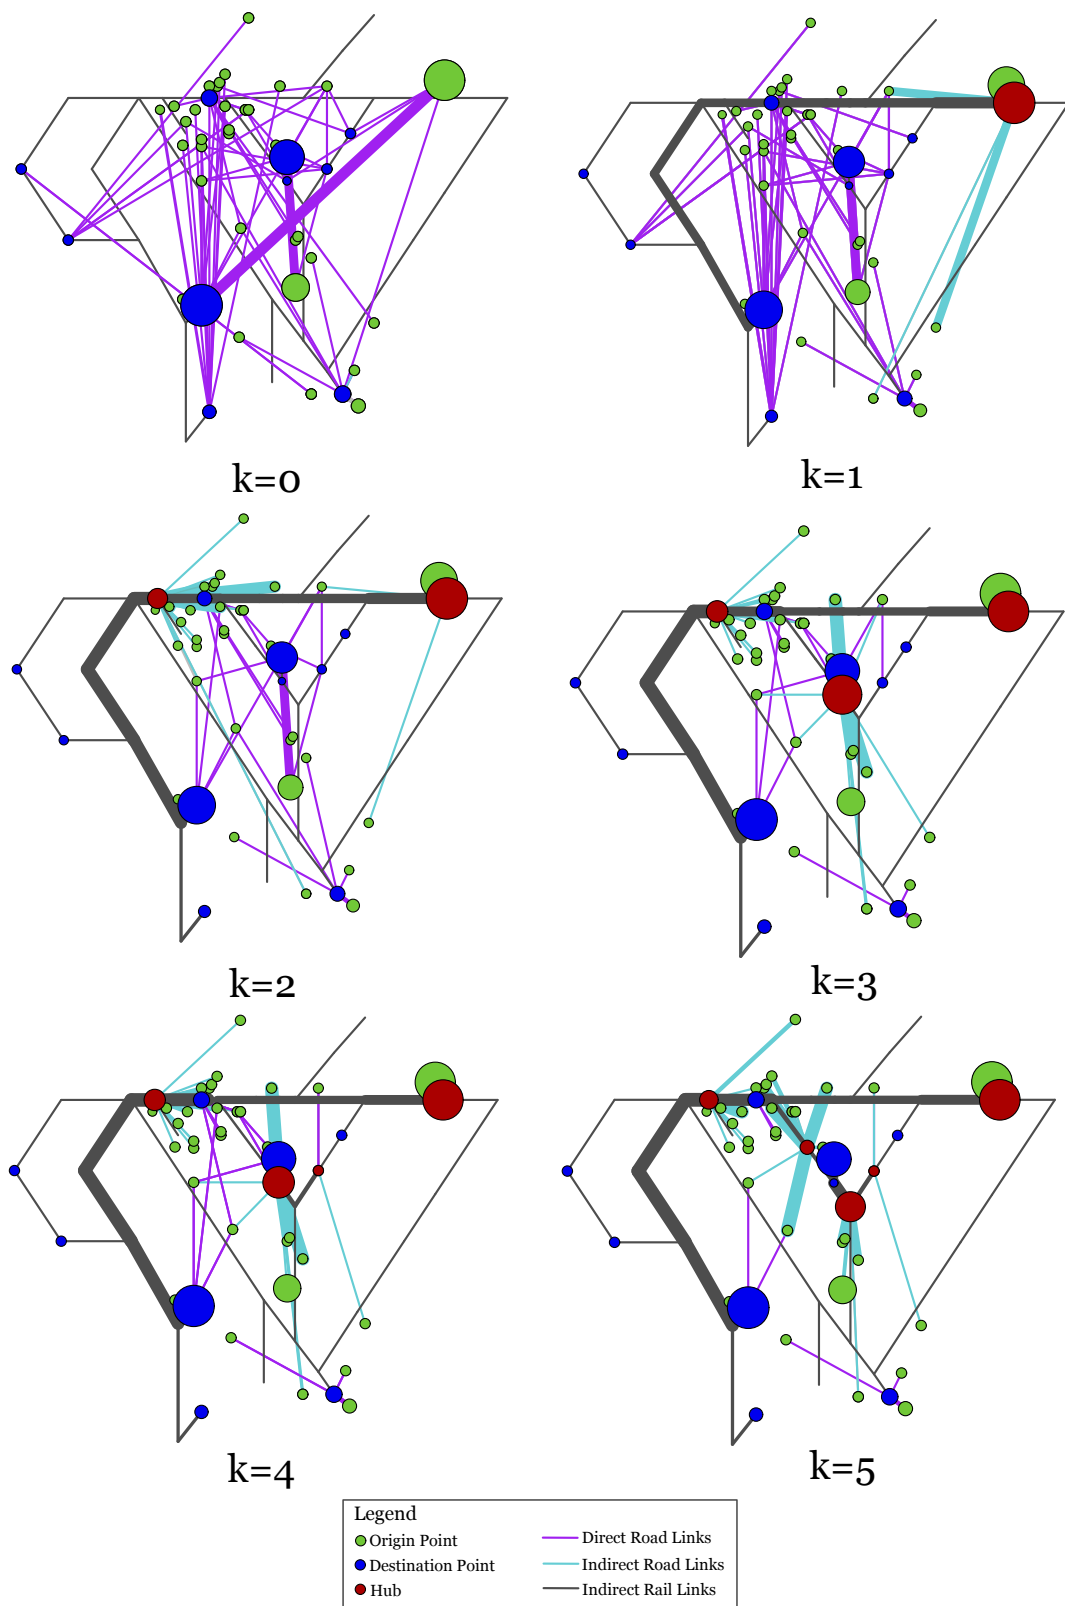 k=0
k=1
k=2
k=3
k=4
k=5
Legend
Origin Point
Direct Road Links
Destination Point
Indirect Road Links
Hub
Indirect Rail Links